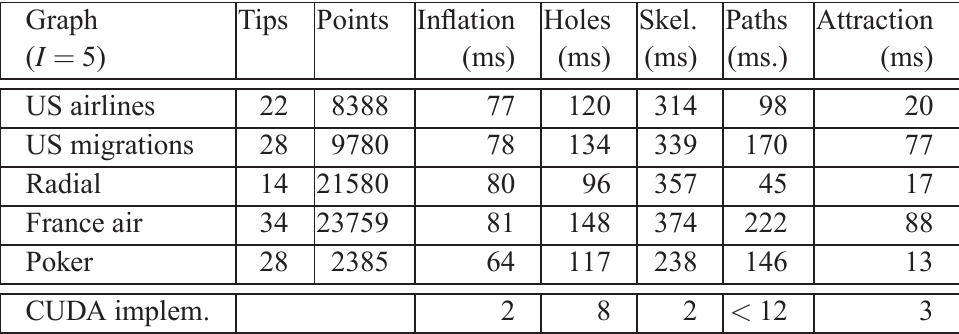 Graph Tips Points Inflation Holes Skel. Paths Attraction
(I = 5) (ms) (ms) (ms) (ms.) (ms)
US airlines 22 8388 77 120 314 98 20
US migrations 28 9780 78 134 339 170 77
Radial 14 21580 80 96 357 45 17
France air 34 23759 81 148 374 222 88
Poker 28 2385 64 117 238 146 13
CUDA implem. 2 8 2 < 12 3